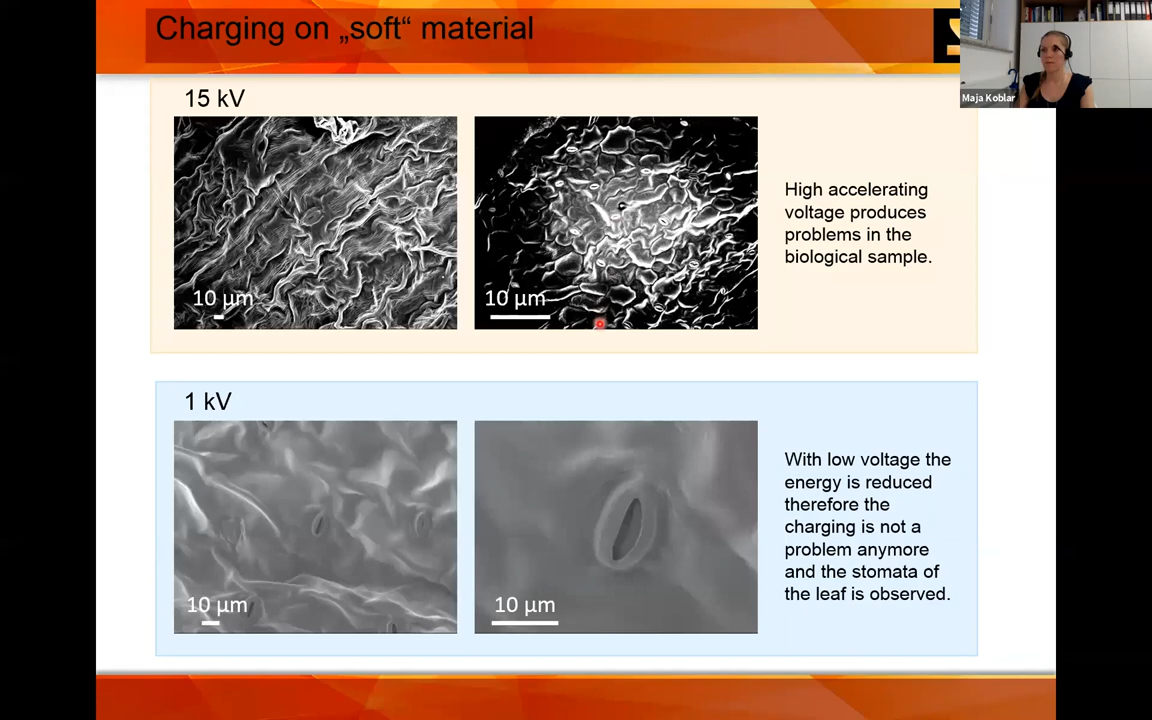 Charging on „soft“ material
Maja Koblar
15 kV
10 µm
10 µm
High accelerating
voltage produces
problems in the
biological sample.
1 kV
10 µm
10 µm
With low voltage the
energy is reduced
therefore the
charging is not a
problem anymore
and the stomata of
the leaf is observed.